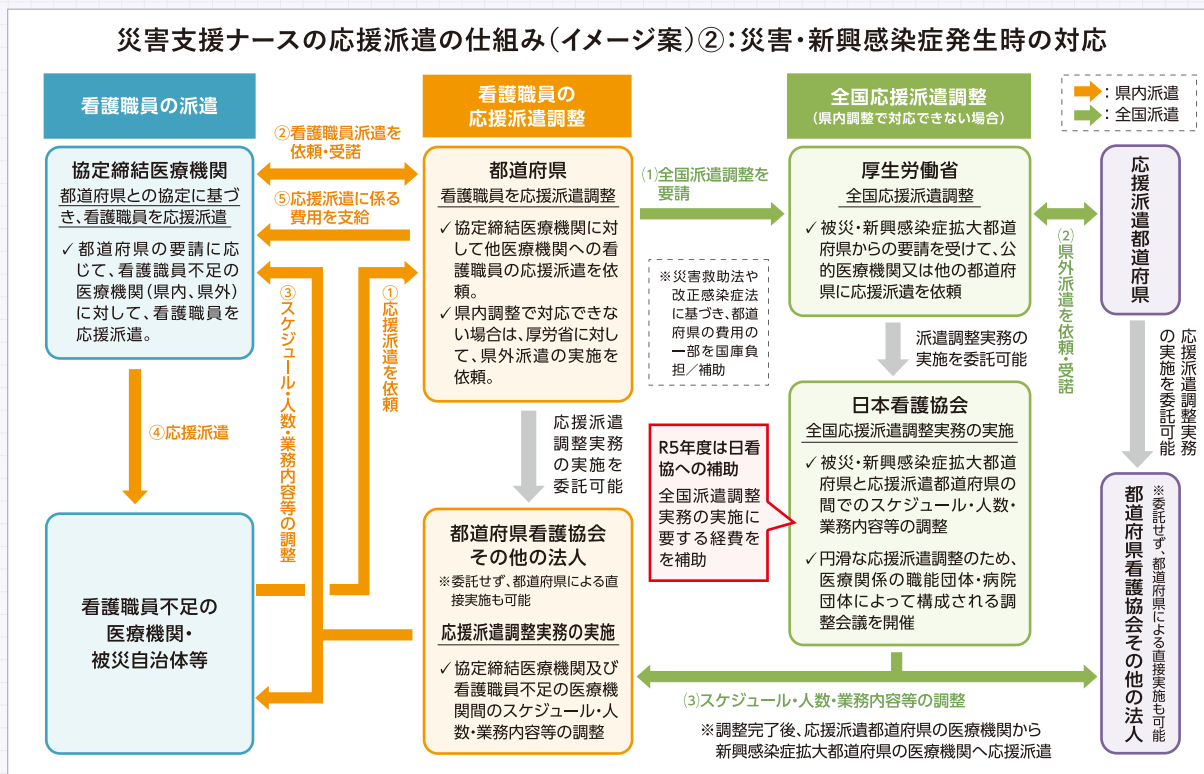 災害支援ナースの応援派遣の仕組み（イメージ案）②：災害・新興感染症発生時の対応
看護職員の派遣
看護職員の
応援派遣調整
全国応援派遣調整
（県内調整で対応できない場合）
：県内派遣
：全国派遣
協定締結医療機関
都道府県との協定に基づ
き、看護職員を応援派遣
✓都道府県の要請に応
じて、看護職員不足の
医療機関（県内、県外）
に対して、看護職員を
応援派遣。
②看護職員派遣を
依頼・受諾
⑤応援派遣に係る
費用を支給
③スケジュール・人数・業務内容等の調整
①応援派遣を依頼
④応援派遣
看護職員不足の
医療機関・
被災自治体等
都道府県
看護職員を応援派遣調整
✓協定締結医療機関に対
して他医療機関への看
護職員の応援派遣を依
頼。
✓県内調整で対応できな
い場合は、厚労省に対し
て、県外派遣の実施を
依頼。
応援派遣
調整実務
の実施を
委託可能
都道府県看護協会
その他の法人
※委託せず、都道府県による直
接実施も可能
応援派遣調整実務の実施
✓協定締結医療機関及び
看護職員不足の医療機
関間のスケジュール・人
数・業務内容等の調整
(1)全国派遣調整を
要請
※災害救助法や
改正感染症法
に基づき、都道
府県の費用の
一部を国庫負
担／補助
R5年度は日看
協への補助
全国派遣調整
実務の実施に
要する経費を
を補助
厚生労働省
全国応援派遣調整
✓被災・新興感染症拡大都道
府県からの要請を受けて、公
的医療機関又は他の都道府
県に応援派遣を依頼
派遣調整実務の
実施を委託可能
日本看護協会
全国応援派遣調整実務の実施
✓被災・新興感染症拡大都道
府県と応援派遣都道府県の
間でのスケジュール・人数・
業務内容等の調整
✓円滑な応援派遣調整のため、
医療関係の職能団体・病院
団体によって構成される調
整会議を開催
(2)県外派遣を依頼・受諾
応援派遣都道府県
応援派遣調整実務
の実施を委託可能
都道府県看護協会その他の法人
※委託せず、都道府県による直接実施も可能
(3)スケジュール・人数・業務内容等の調整
※調整完了後、応援派遣都道府県の医療機関から
新興感染症拡大都道府県の医療機関へ応援派遣